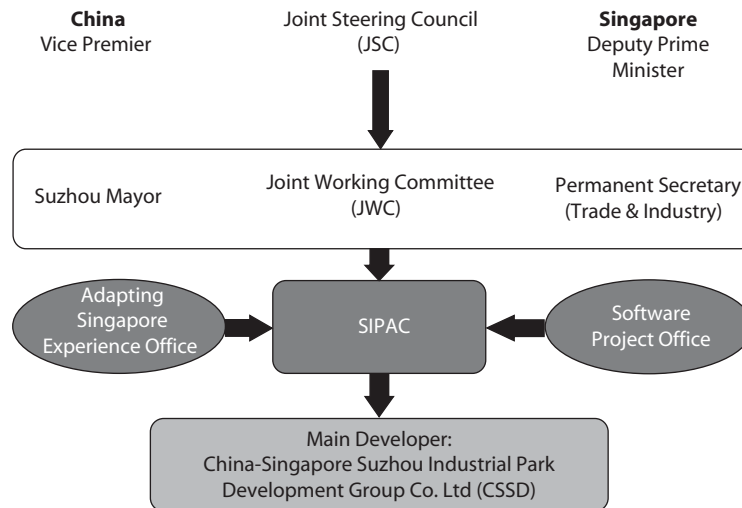 China
Vice Premier
Joint Steering Council
(JSC)
Singapore
Deputy Prime
Minister
Suzhou Mayor
Joint Working Committee
(JWC)
Permanent Secretary
(Trade & Industry)
Adapting
Singapore
Experience Office
SIPAC
Software
Project Office
Main Developer:
China-Singapore Suzhou Industrial Park
Development Group Co. Ltd (CSSD)